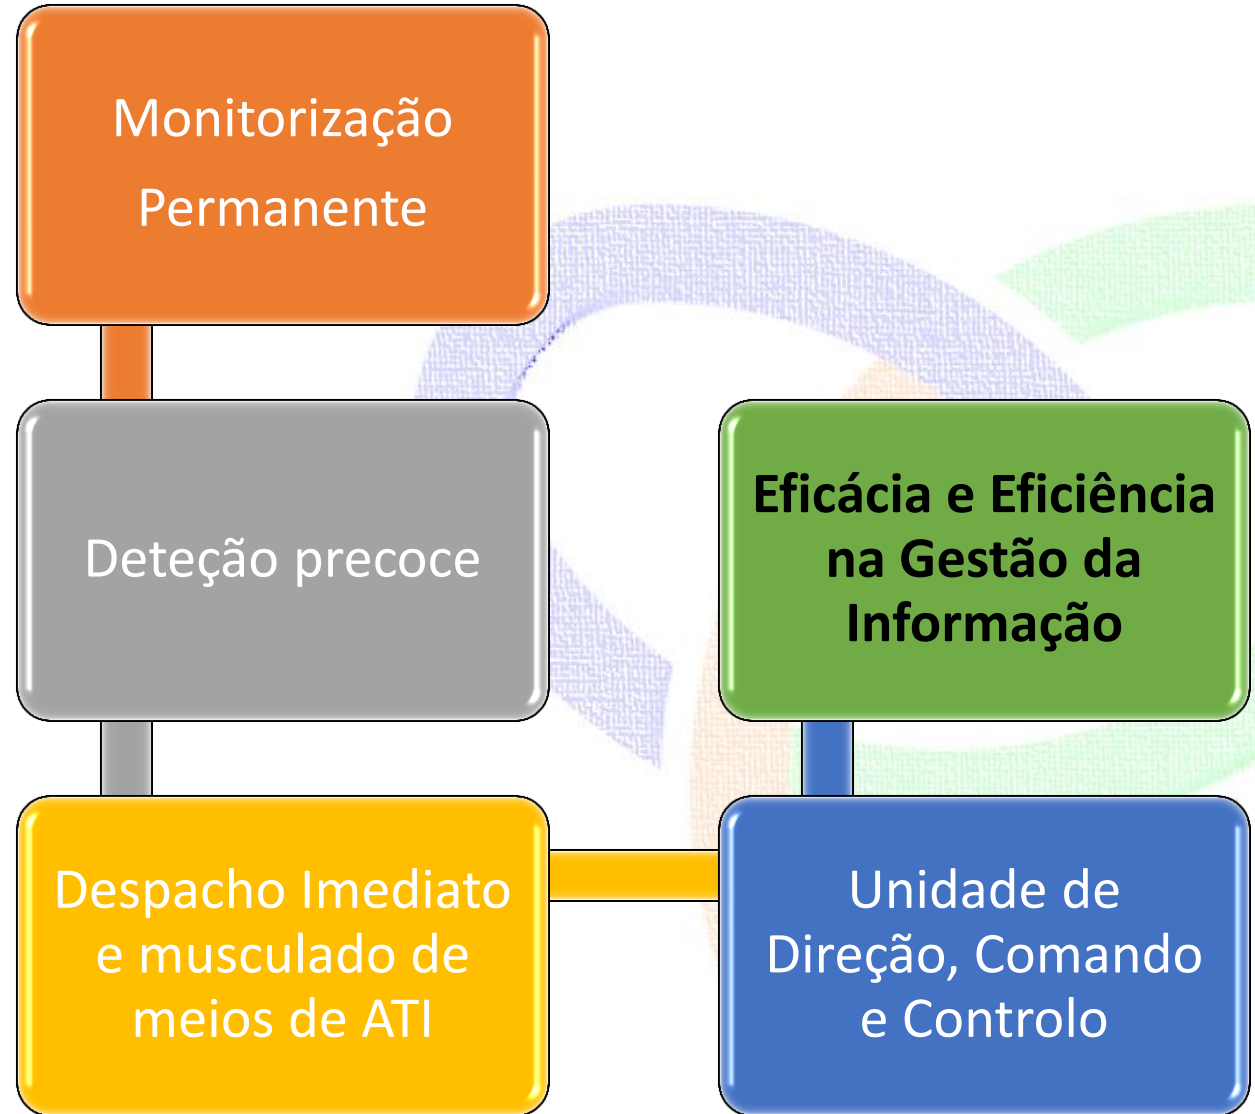 Monitorização
Permanente
Deteção precoce
Despacho Imediato
e musculado de
meios de ATI
Unidade de
Direção, Comando
e Controlo
Eficácia e Eficiência
na Gestão da
Informação